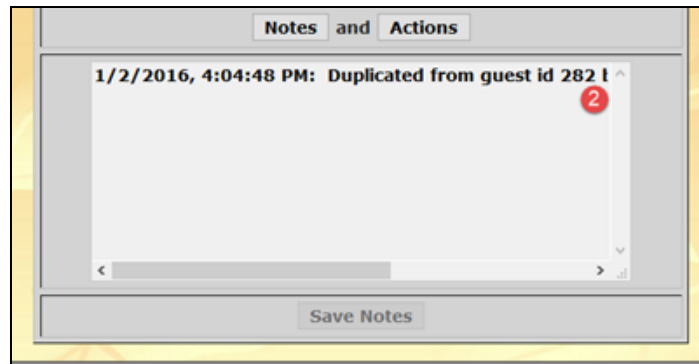 Notes and Actions
1/2/2016, 4:04:48 PM: Duplicated from guest id 282
2
Save Notes